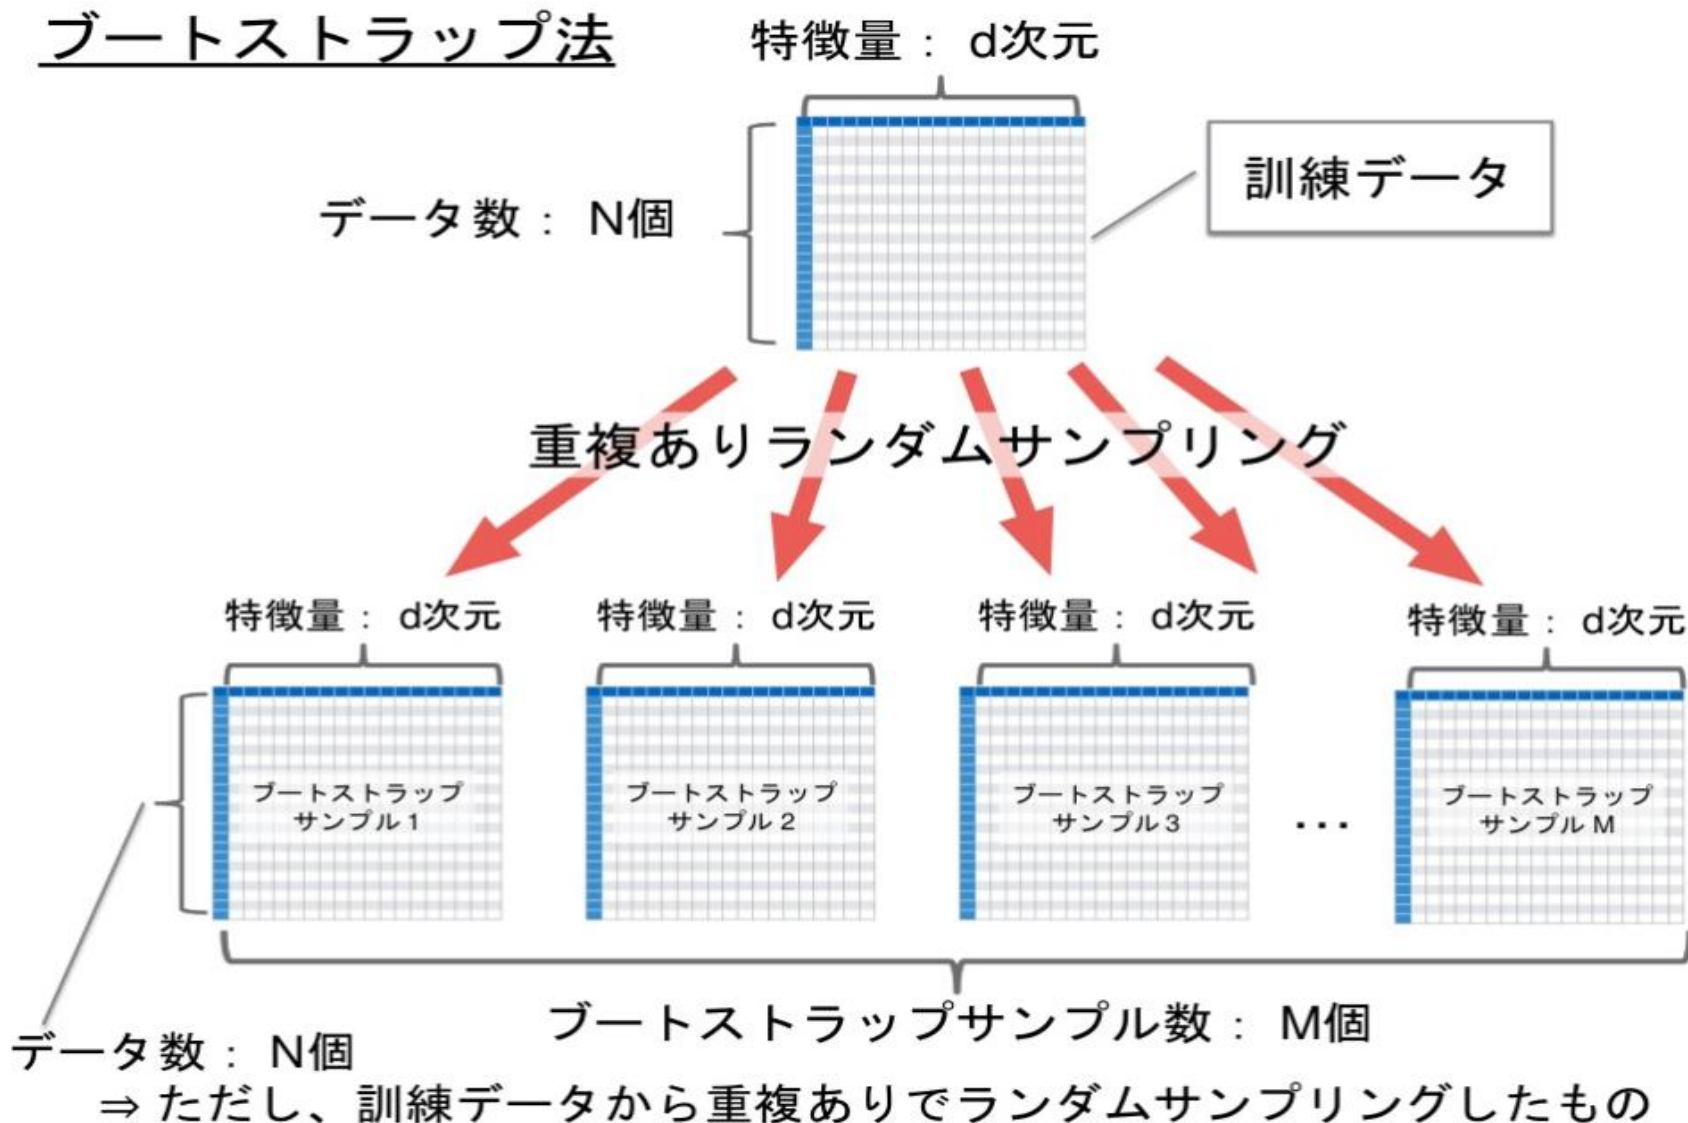 ブートストラップ法
特徴量： d次元
データ数： N個
訓練データ
重複ありランダムサンプリング
特徴量： d次元
特徴量： d次元
特徴量： d次元
特徴量： d次元
ブートストラップ
サンプル 1
ブートストラップ
サンプル 2
ブートストラップ
サンプル 3
…
ブートストラップ
サンプル M
ブートストラップサンプル数： M個
データ数： N個
⇒ ただし、訓練データから重複ありでランダムサンプリングしたもの